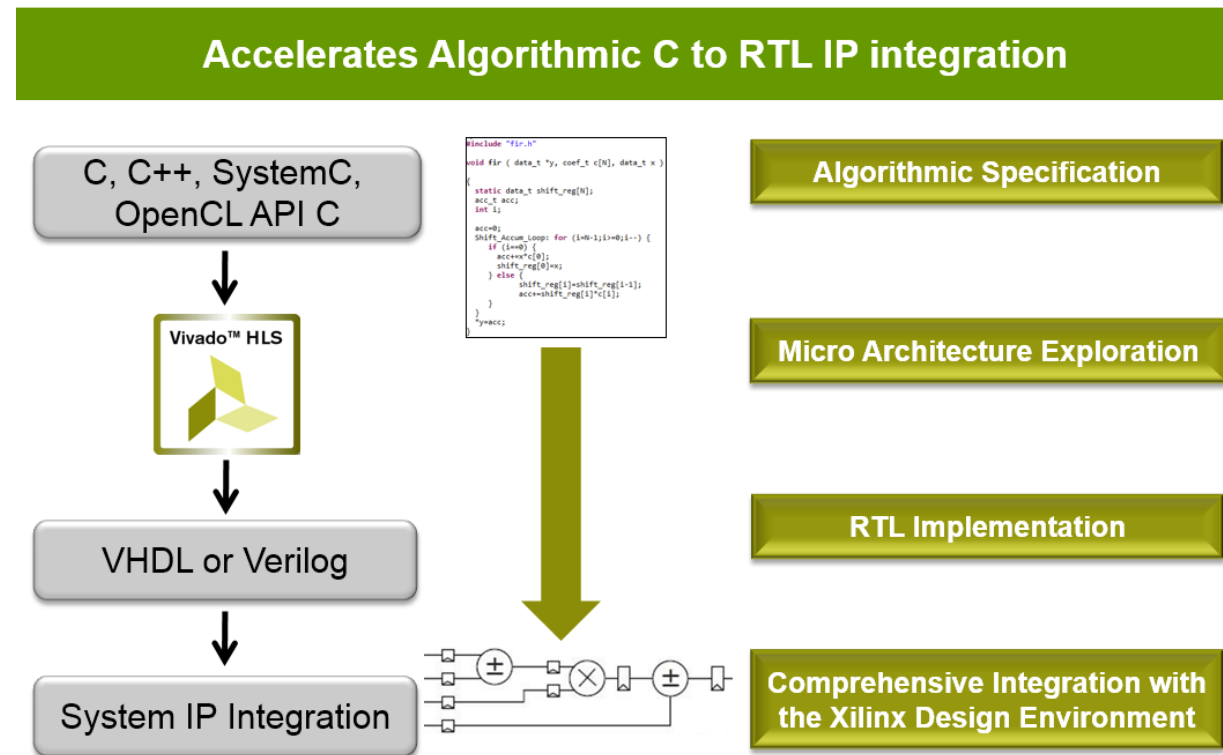 Accelerates Algorithmic C to RTL IP integration
C, C++, SystemC,
OpenCL API C
Vivado™ HLS
VHDL or Verilog
System IP Integration
#include "fir.h"
void fir ( data_t *y, coef_t c[N], data_t x )
{
static data_t shift_reg[N];
acc_t acc;
int i;
acc=0;
Shift_Accum_Loop: for (i=N-1;i>=0;i--) {
if (i==0) {
acc+=x*c[0];
shift_reg[0]=x;
} else {
shift_reg[i]=shift_reg[i-1];
acc+=shift_reg[i]*c[i];
}
}
*y=acc;
}
±
×
±
Algorithmic Specification
Micro Architecture Exploration
RTL Implementation
Comprehensive Integration with
the Xilinx Design Environment